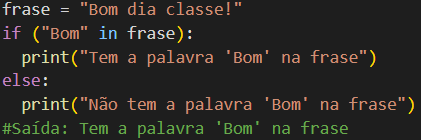 frase = "Bom dia classe!"
if ("Bom" in frase):
  print("Tem a palavra 'Bom' na frase")
else:
  print("Não tem a palavra 'Bom' na frase")
#Saída: Tem a palavra 'Bom' na frase